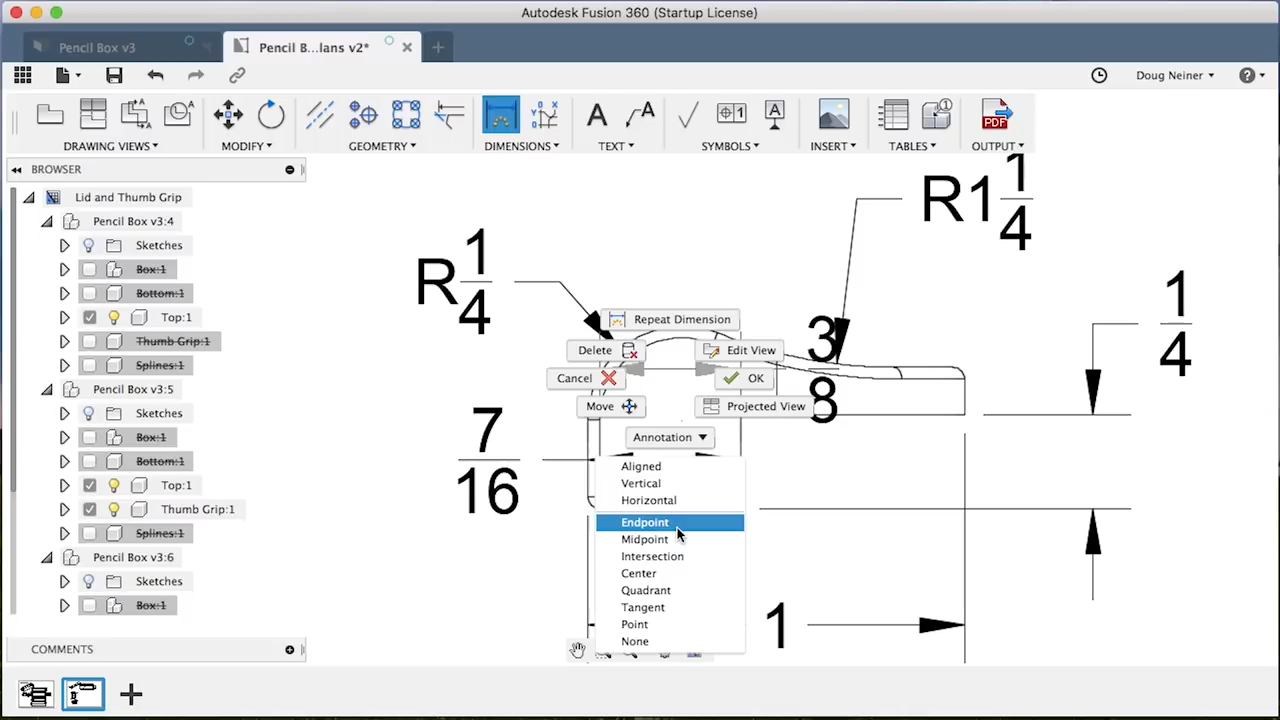 Autodesk Fusion 360 (Startup License)
Pencil Box v3
Pencil B...lans v2*
Doug Neiner
DRAWING VIEWS
MODIFY
GEOMETRY
DIMENSIONS
TEXT
SYMBOLS
INSERT
TABLES
OUTPUT
BROWSER
Lid and Thumb Grip
Pencil Box v3:4
Sketches
Box:1
Bottom:1
Top:1
Thumb Grip:1
Splines:1
Pencil Box v3:5
Sketches
Box:1
Bottom:1
Top:1
Thumb Grip:1
Splines:1
Pencil Box v3:6
Sketches
Box:1
COMMENTS
R1 1/4
R 1/4
1/4
3/8
7/16
1
Repeat Dimension
Delete
Edit View
Cancel
OK
Move
Projected View
Annotation
Aligned
Vertical
Horizontal
Endpoint
Midpoint
Intersection
Center
Quadrant
Tangent
Point
None
PDF